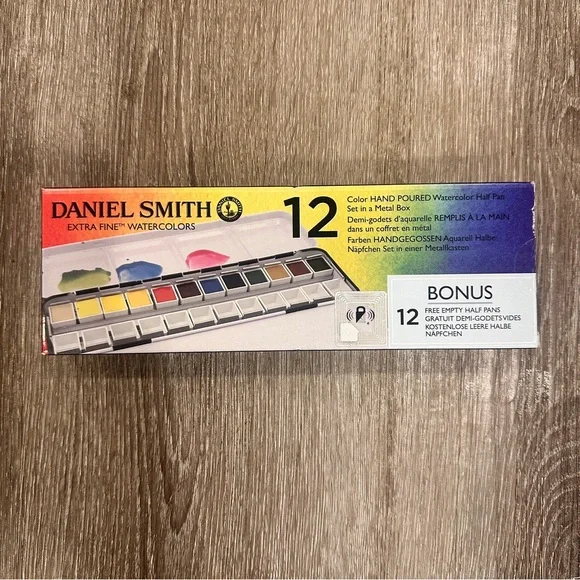 DANIEL SMITH
EXTRA FINE™ WATERCOLORS
12
Color HAND POURED Watercolor Half Pan
Set in a Metal Box
Demi-godets d'aquarelle REMPLIS À LA MAIN
dans un coffret en métal
Farben HANDGEGOSSEN Aquarell Halbe
Näpfchen Set in einer Metallkasten
BONUS
12
FREE EMPTY HALF PANS
GRATUIT DEMI-GODETS VIDES
KOSTENLOSE LEERE HALBE
NÄPFCHEN